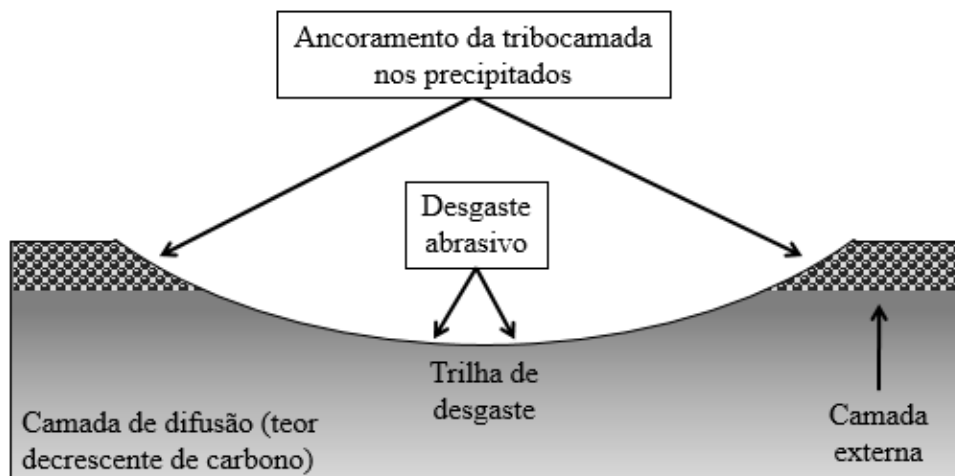 Ancoramento da tribocamada
nos precipitados
Desgaste
abrasivo
Trilha de
desgaste
Camada de difusão (teor
decrescente de carbono)
Camada
externa